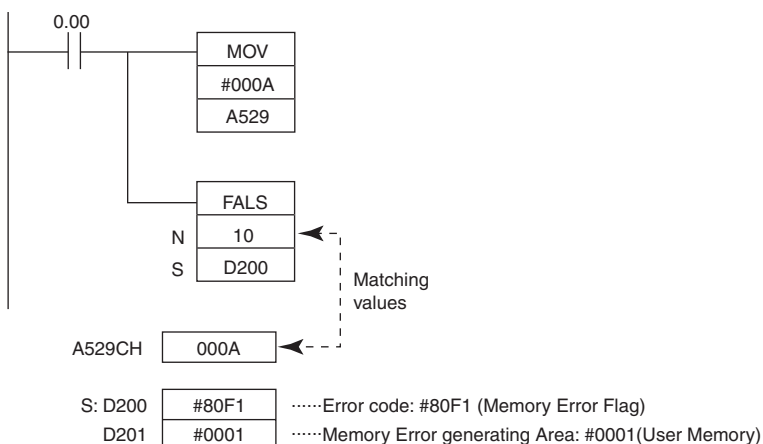 0.00
MOV
#000A
A529
FALS
N 10
S D200
Matching
values
A529CH 000A
S: D200 #80F1 ······Error code: #80F1 (Memory Error Flag)
D201 #0001 ······Memory Error generating Area: #0001(User Memory)